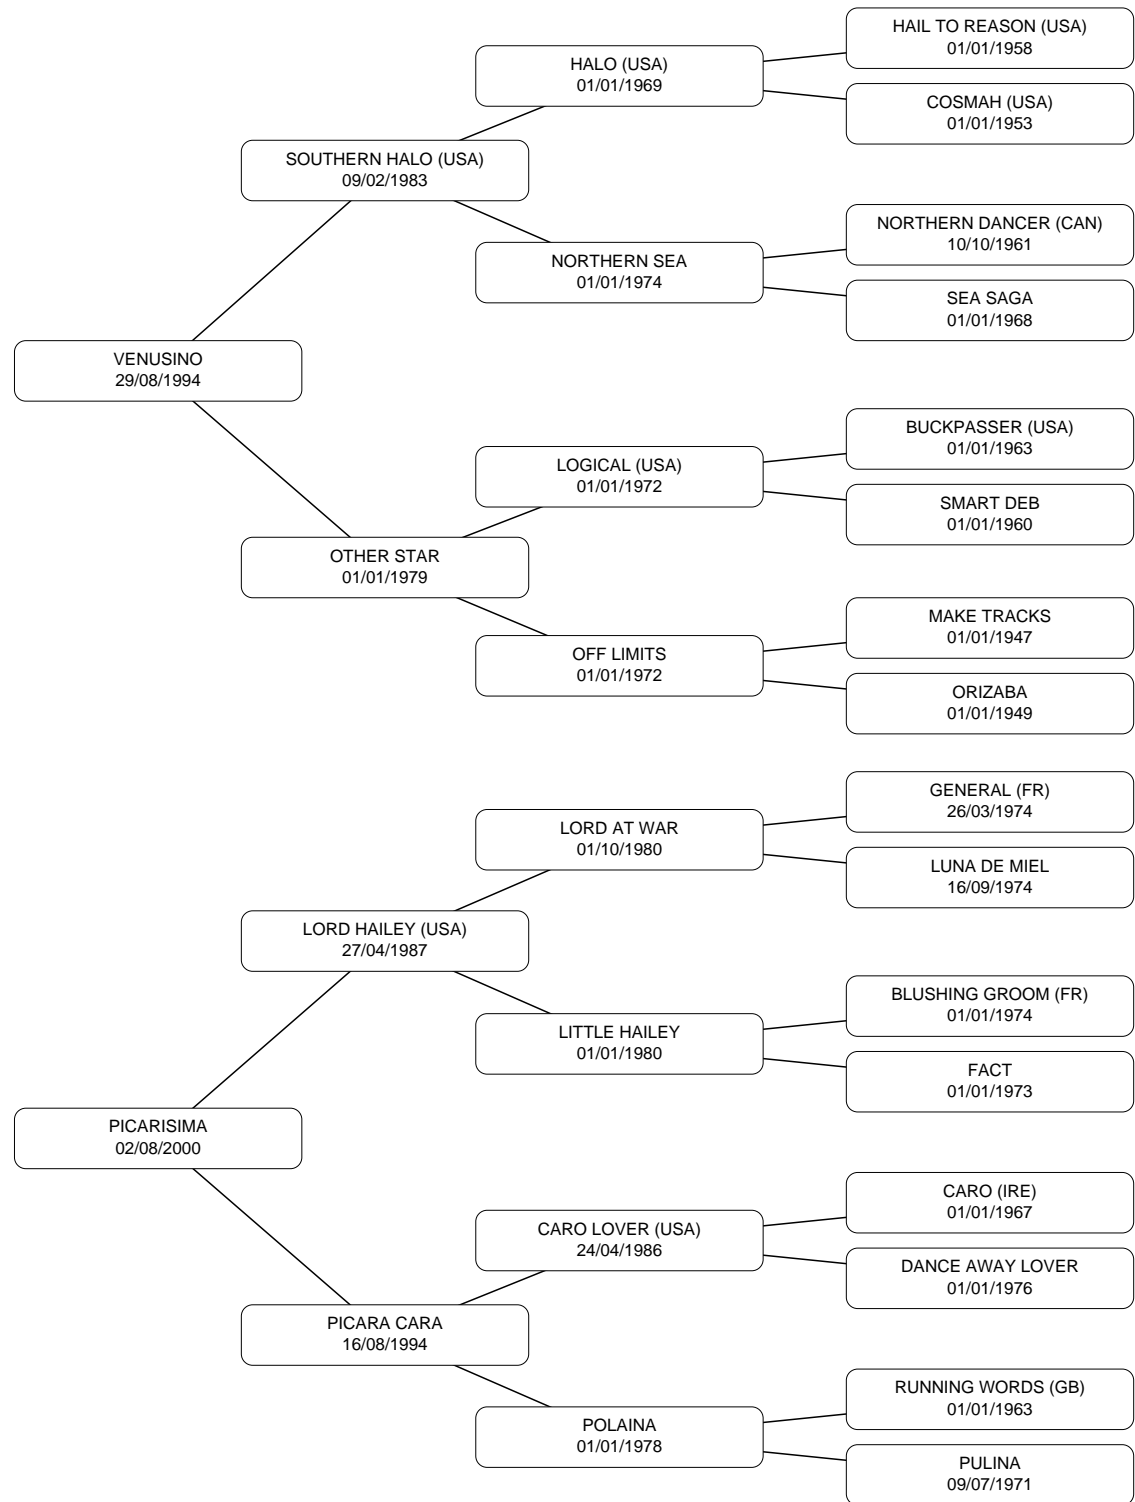 HAIL TO REASON (USA)
01/01/1958
HALO (USA)
01/01/1969
COSMAH (USA)
01/01/1953
SOUTHERN HALO (USA)
09/02/1983
NORTHERN DANCER (CAN)
10/10/1961
NORTHERN SEA
01/01/1974
SEA SAGA
01/01/1968
VENUSINO
29/08/1994
BUCKPASSER (USA)
01/01/1963
LOGICAL (USA)
01/01/1972
SMART DEB
01/01/1960
OTHER STAR
01/01/1979
MAKE TRACKS
01/01/1947
OFF LIMITS
01/01/1972
ORIZABA
01/01/1949
GENERAL (FR)
26/03/1974
LORD AT WAR
01/10/1980
LUNA DE MIEL
16/09/1974
LORD HAILEY (USA)
27/04/1987
BLUSHING GROOM (FR)
01/01/1974
LITTLE HAILEY
01/01/1980
FACT
01/01/1973
PICARISIMA
02/08/2000
CARO (IRE)
01/01/1967
CARO LOVER (USA)
24/04/1986
DANCE AWAY LOVER
01/01/1976
PICARA CARA
16/08/1994
RUNNING WORDS (GB)
01/01/1963
POLAINA
01/01/1978
PULINA
09/07/1971